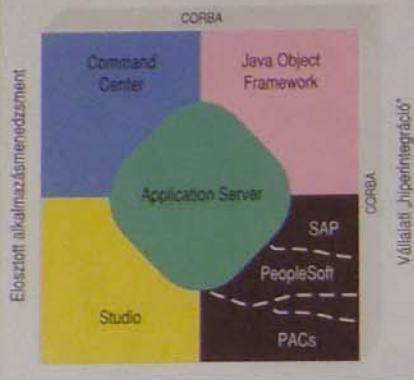 CORBA
Command
Center
Java Object
Framework
Elosztott alkalmazásmenedzsment
Application Server
CORBA
Vállalati „hiperintegráció"
SAP
PeopleSoft
Studio
PACs